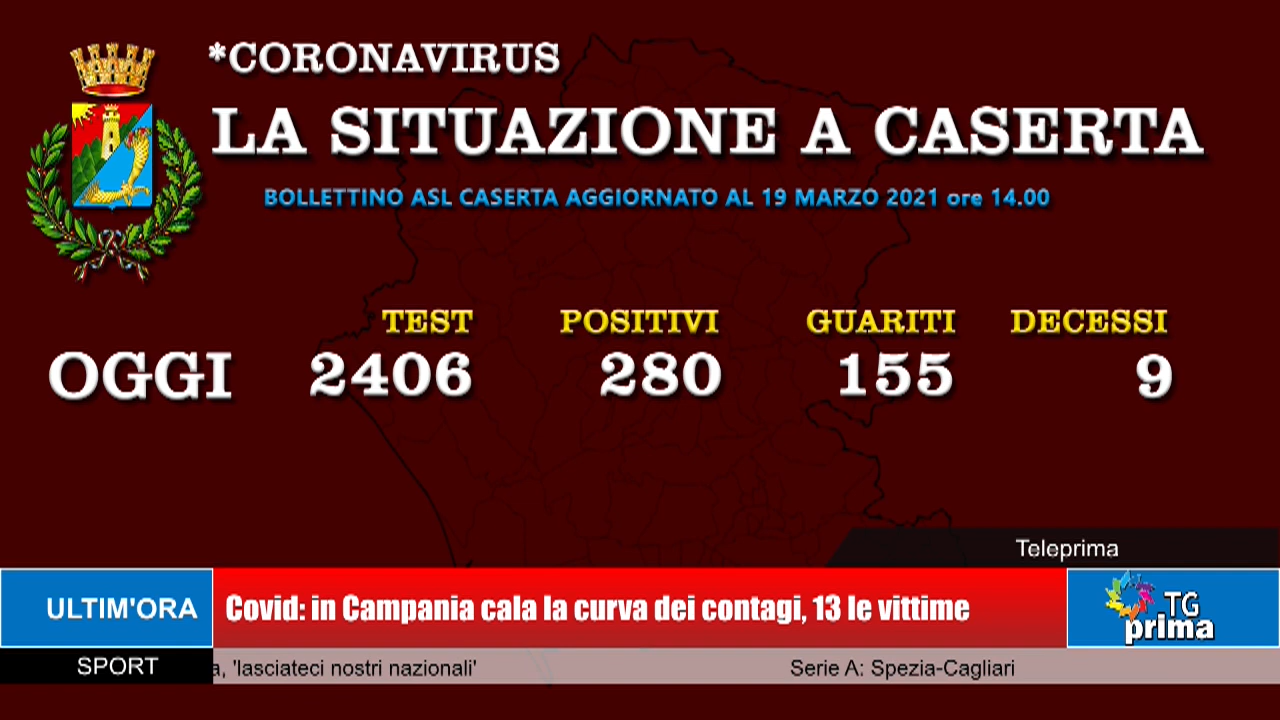 *CORONAVIRUS
LA SITUAZIONE A CASERTA
BOLLETTINO ASL CASERTA AGGIORNATO AL 19 MARZO 2021 ore 14.00
TEST POSITIVI GUARITI DECESSI
OGGI 2406 280 155 9
Teleprima
ULTIM'ORA Covid: in Campania cala la curva dei contagi, 13 le vittime
TG
prima
SPORT a, 'lasciateci nostri nazionali' Serie A: Spezia-Cagliari